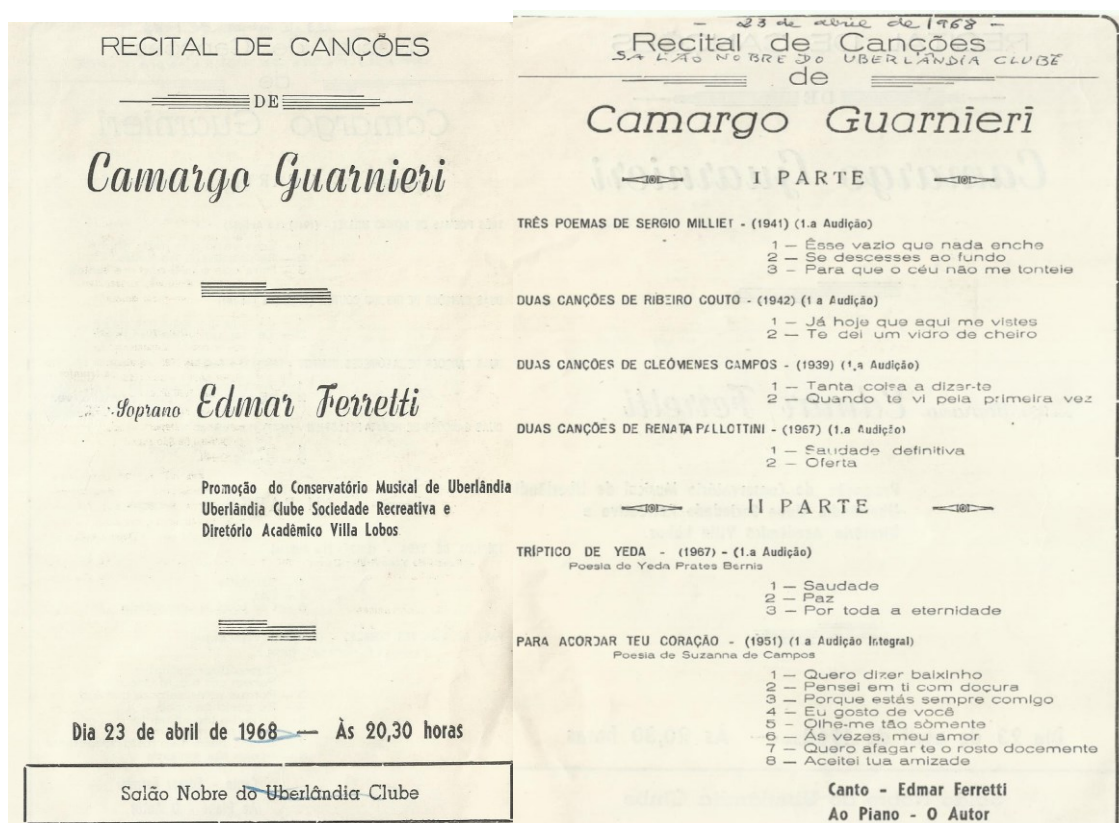 RECITAL DE CANÇÕES
DE
Camargo Guarnieri
Soprano Edmar Ferretti
Promoção do Conservatório Musical de Uberlândia
Uberlândia Clube Sociedade Recreativa e
Diretório Acadêmico Villa Lobos
Dia 23 de abril de 1968 — Às 20,30 horas
Salão Nobre do Uberlândia Clube
- 23 de abril de 1968 -
Recital de Canções
SALÃO NOBRE DO UBERLÂNDIA CLUBE
de
Camargo Guarnieri
I PARTE
TRÊS POEMAS DE SERGIO MILLIET - (1941) (1.a Audição)
1 — Êsse vazio que nada enche
2 — Se descesses ao fundo
3 - Para que o céu não me tonteie
DUAS CANÇÕES DE RIBEIRO COUTO - (1942) (1 a Audição)
1 — Já hoje que aqui me vistes
2 — Te dei um vidro de cheiro
DUAS CANÇÕES DE CLEÓMENES CAMPOS - (1939) (1.a Audição)
1 — Tanta coisa a dizer-te
2 — Quando te vi pela primeira vez
DUAS CANÇÕES DE RENATA PALLOTTINI - (1967) (1.a Audição)
1 — Saudade definitiva
2 — Oferta
II PARTE
TRÍPTICO DE YEDA - (1967) - (1.a Audição)
Poesia de Yeda Prates Bernis
1 — Saudade
2 — Paz
3 — Por toda a eternidade
PARA ACORDAR TEU CORAÇÃO - (1951) (1 a Audição Integral)
Poesia de Suzanna de Campos
1 — Quero dizer baixinho
2 — Pensei em ti com doçura
3 — Porque estás sempre comigo
4 — Eu gosto de você
5 - Olhe-me tão sòmente
6 — Às vezes, meu amor
7 — Quero afagar te o rosto docemente
8 — Aceitei tua amizade
Canto - Edmar Ferretti
Ao Piano - O Autor